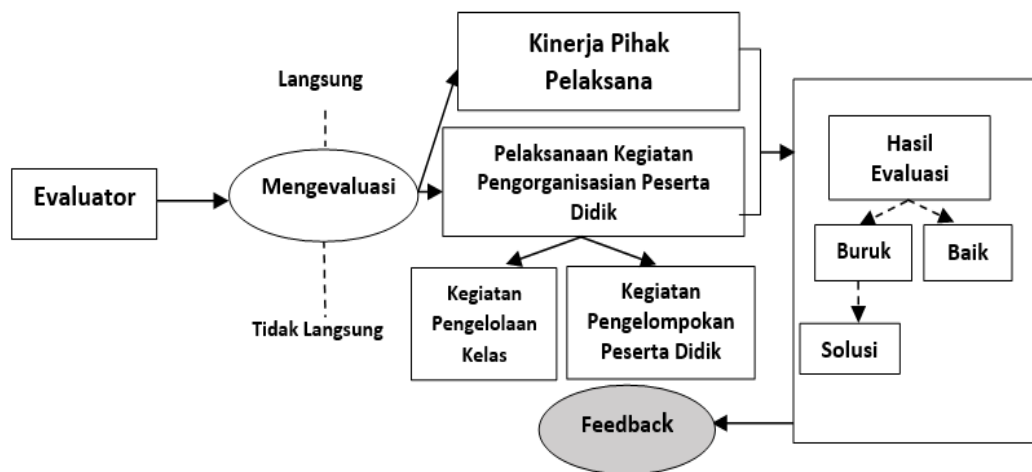 Kinerja Pihak
Pelaksana
Langsung
Evaluator
Mengevaluasi
Tidak Langsung
Pelaksanaan Kegiatan
Pengorganisasian Peserta
Didik
Kegiatan
Pengelolaan
Kelas
Kegiatan
Pengelompokan
Peserta Didik
Hasil
Evaluasi
Buruk
Baik
Solusi
Feedback